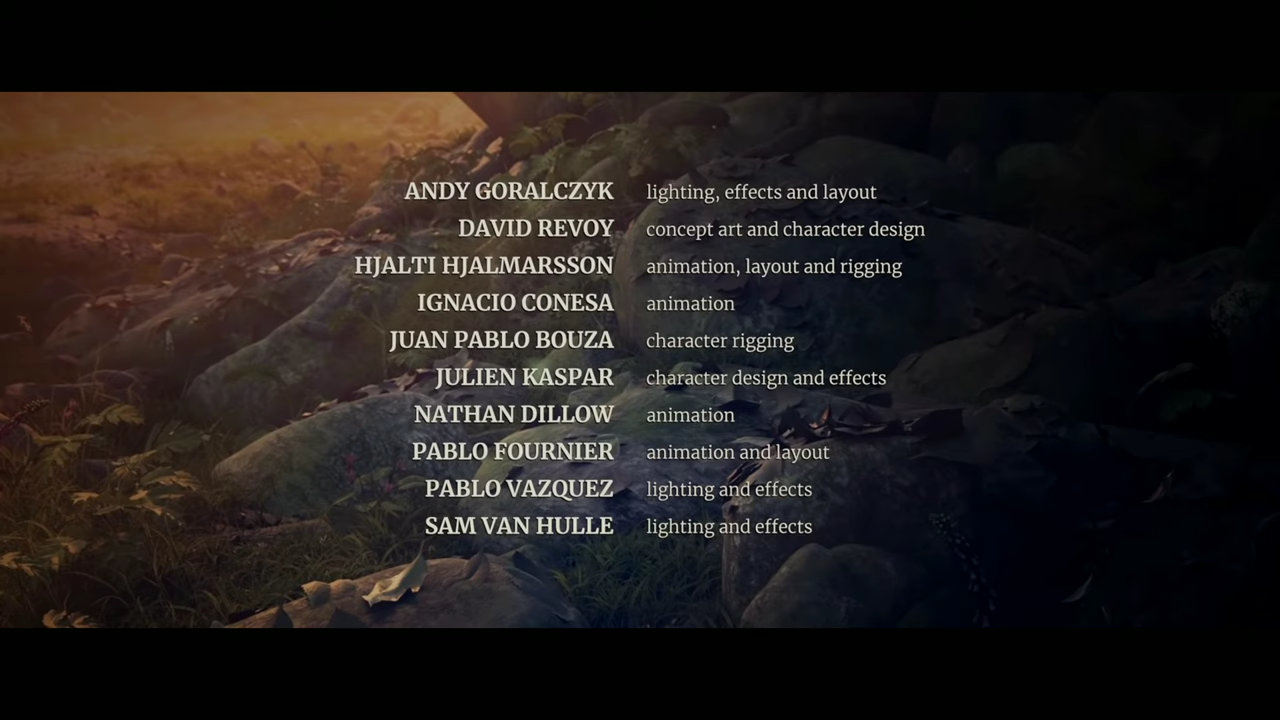 ANDY GORALCZYK lighting, effects and layout
DAVID REVOY concept art and character design
HJALTI HJALMARSSON animation, layout and rigging
IGNACIO CONESA animation
JUAN PABLO BOUZA character rigging
JULIEN KASPAR character design and effects
NATHAN DILLOW animation
PABLO FOURNIER animation and layout
PABLO VAZQUEZ lighting and effects
SAM VAN HULLE lighting and effects